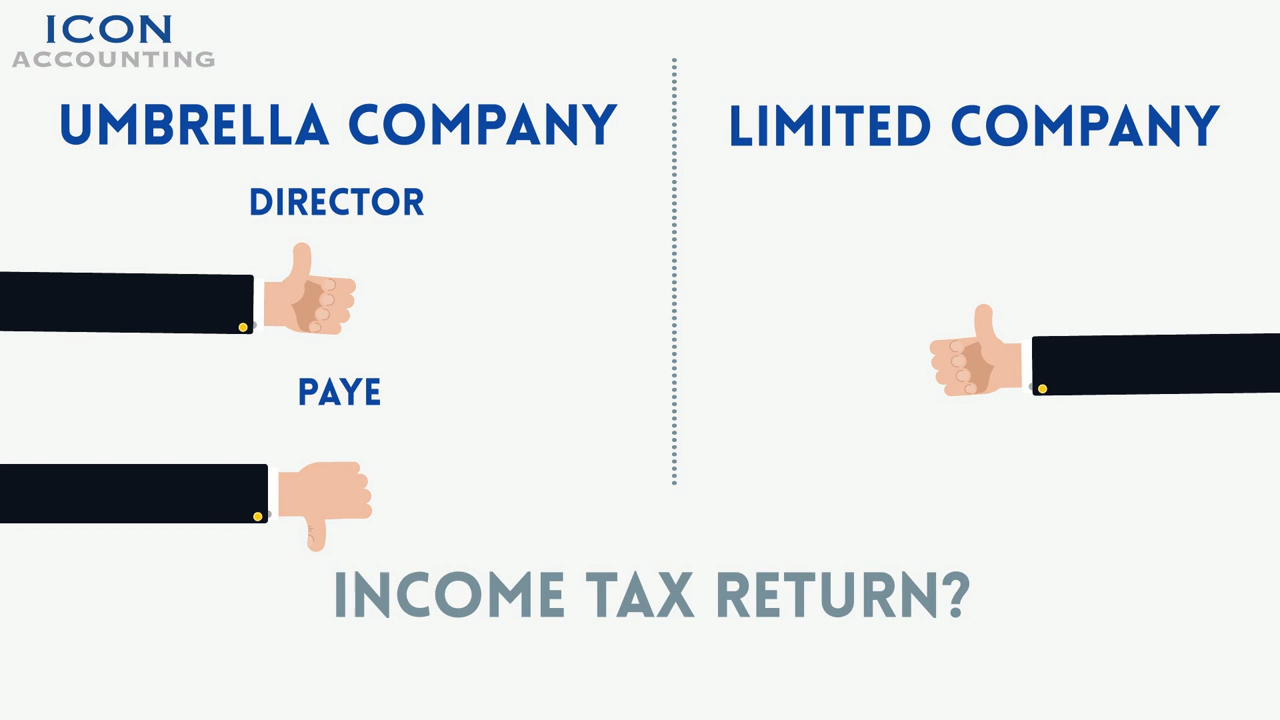 ICON
ACCOUNTING
UMBRELLA COMPANY
DIRECTOR
PAYE
LIMITED COMPANY
INCOME TAX RETURN?